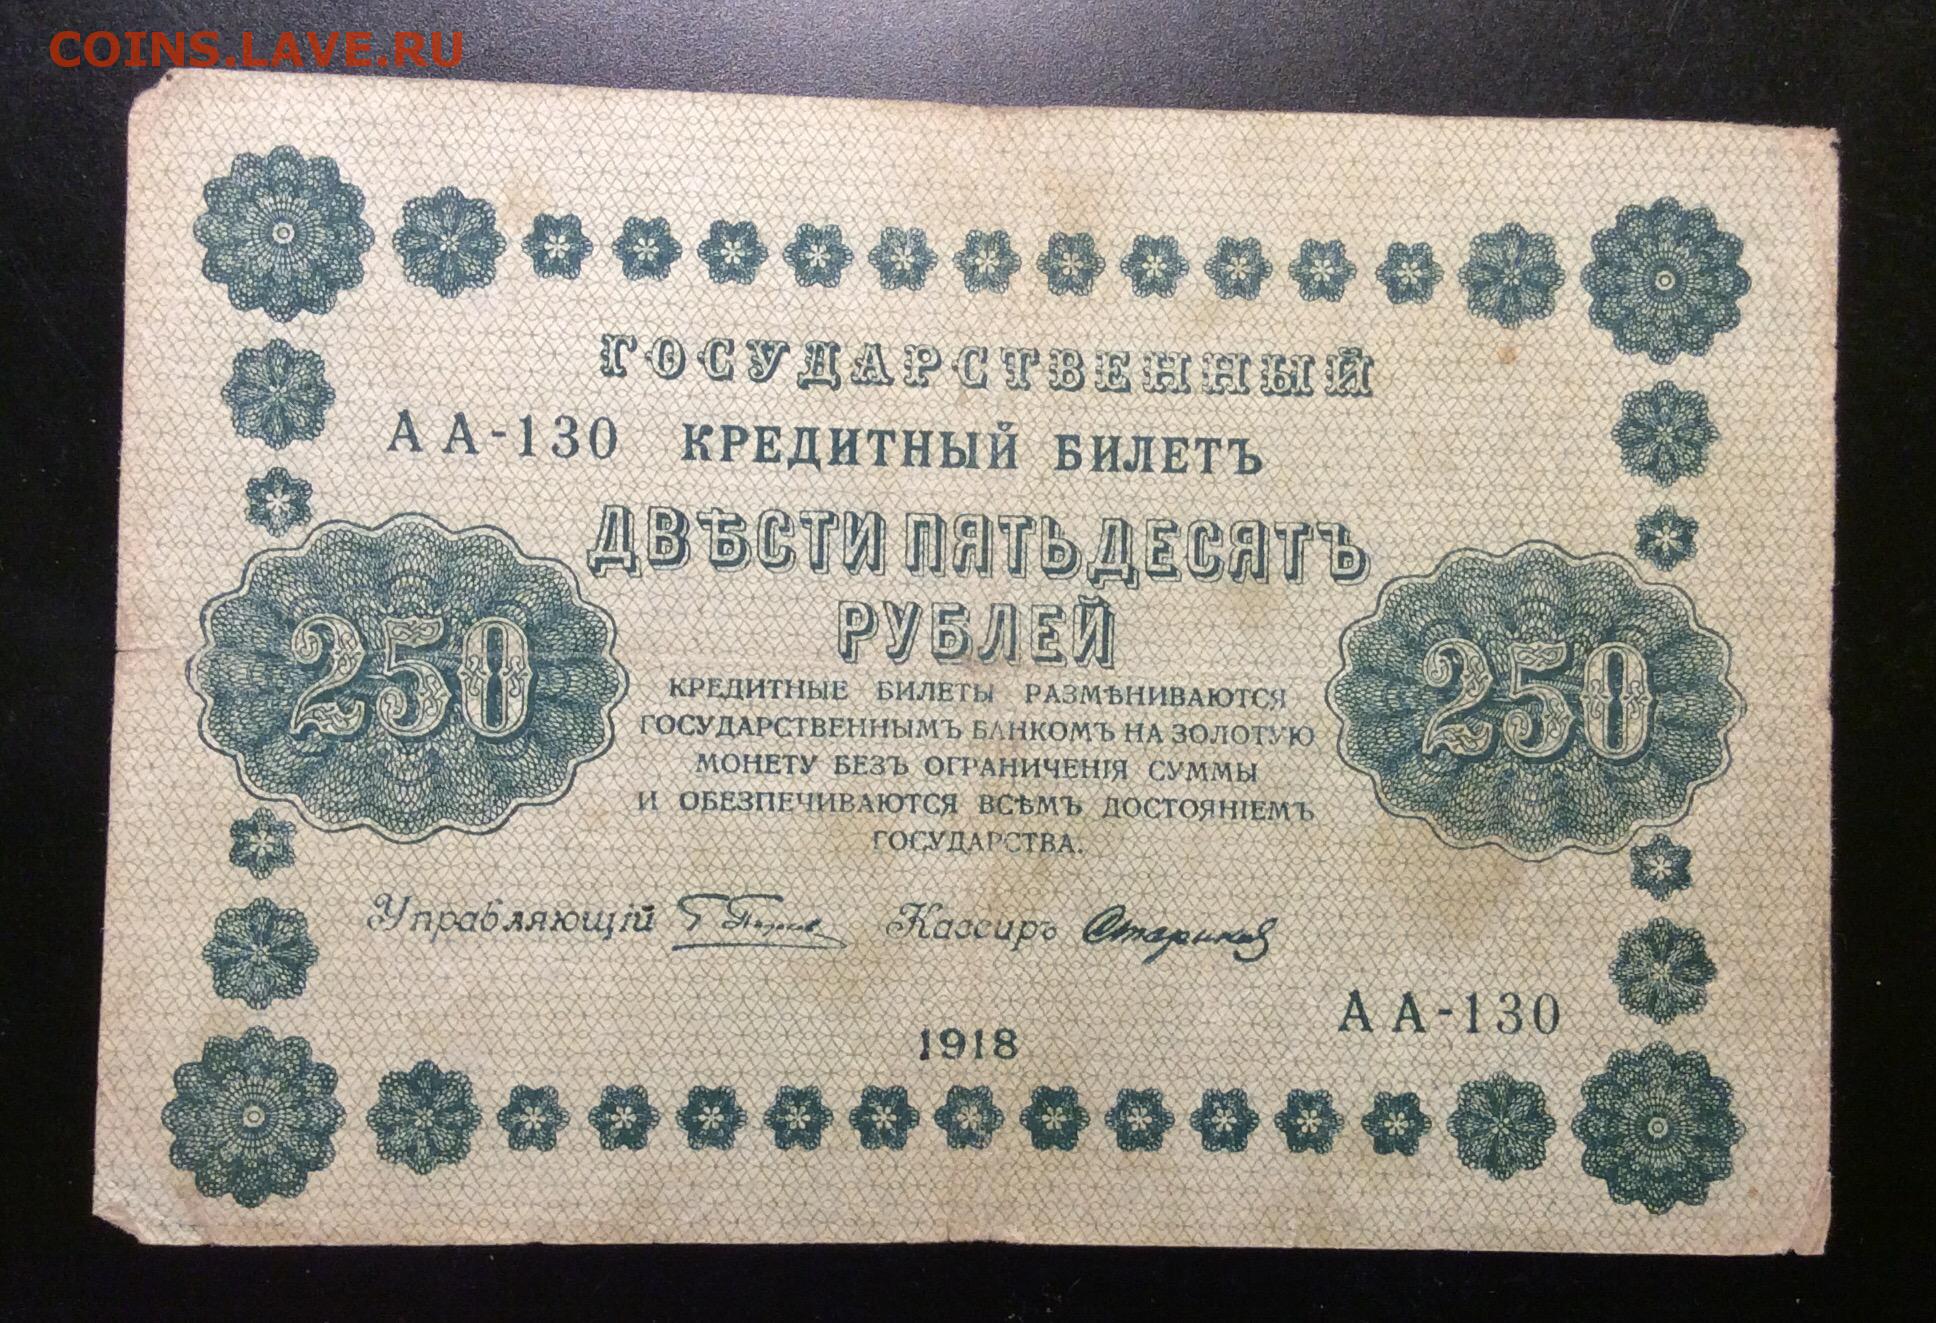 COINS.LAVE.RU
ГОСУДАРСТВЕННЫЙ
АА-130 КРЕДИТНЫЙ БИЛЕТЪ
ДВѢСТИ ПЯТЬДЕСЯТЪ
РУБЛЕЙ
250 250
КРЕДИТНЫЕ БИЛЕТЫ РАЗМѢНИВАЮТСЯ
ГОСУДАРСТВЕННЫМЪ БАНКОМЪ НА ЗОЛОТУЮ
МОНЕТУ БЕЗЪ ОГРАНИЧЕНІЯ СУММЫ
И ОБЕЗПЕЧИВАЮТСЯ ВСѢМЪ ДОСТОЯНІЕМЪ
ГОСУДАРСТВА.
Управляющій Кассиръ Стариков
АА-130
1918